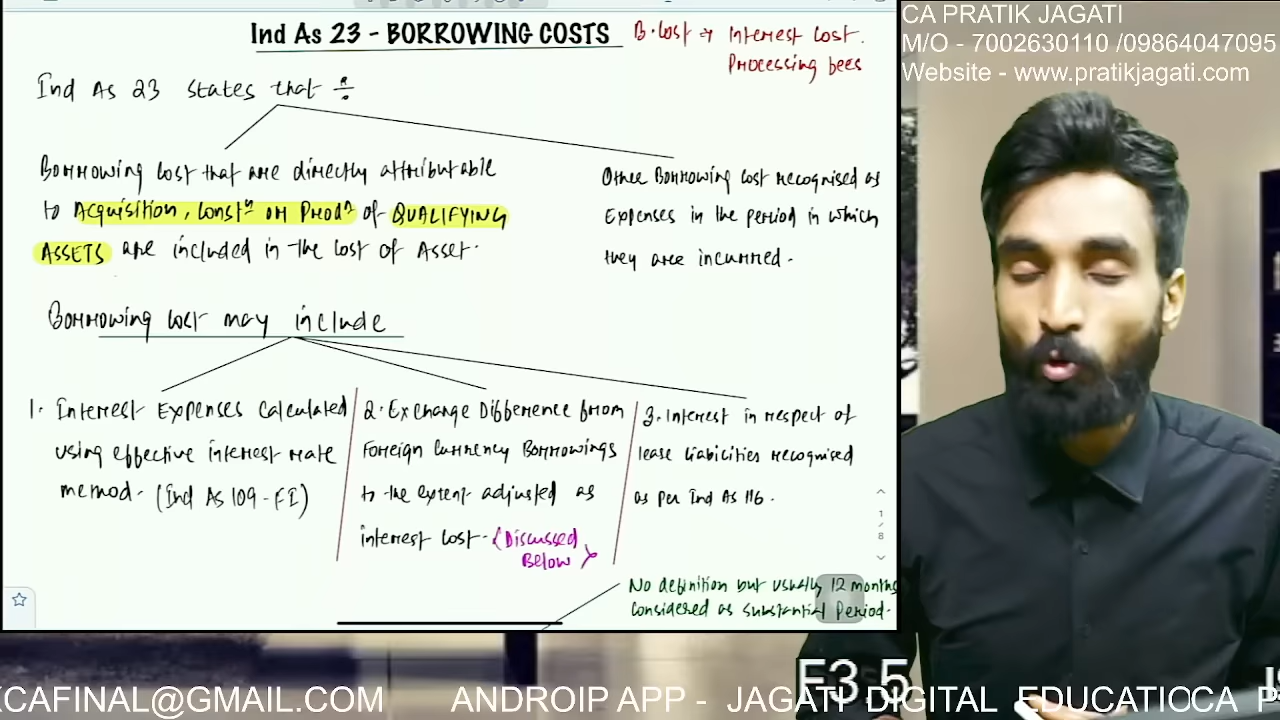 Ind As 23 - BORROWING COSTS
B.Cost → Interest Cost.
Processing bees
Ind As 23 states that ÷
Borrowing Cost that are directly attributable
to Acquisition, Constⁿ or Prodⁿ of QUALIFYING
ASSETS are included in the Cost of Asset.
Other Borrowing Cost recognised as
Expenses in the period in which
they are incurred.
Borrowing Cost may include
1. Interest Expenses Calculated
using effective interest rate
method. (Ind As 109 - FI)
2. Exchange Difference from
Foreign Currency Borrowings
to the extent adjusted as
interest Cost. (Discussed
Below)
3. Interest in respect of
lease liabilities recognised
as per Ind As 116.
1
/
8
No definition but usually 12 months
Considered as substantial Period.
CA PRATIK JAGATI
M/O - 7002630110 /09864047095
Website - www.pratikjagati.com
F3 5
KCAFINAL@GMAIL.COM ANDROIP APP - JAGATI DIGITAL EDUCATIOCA P